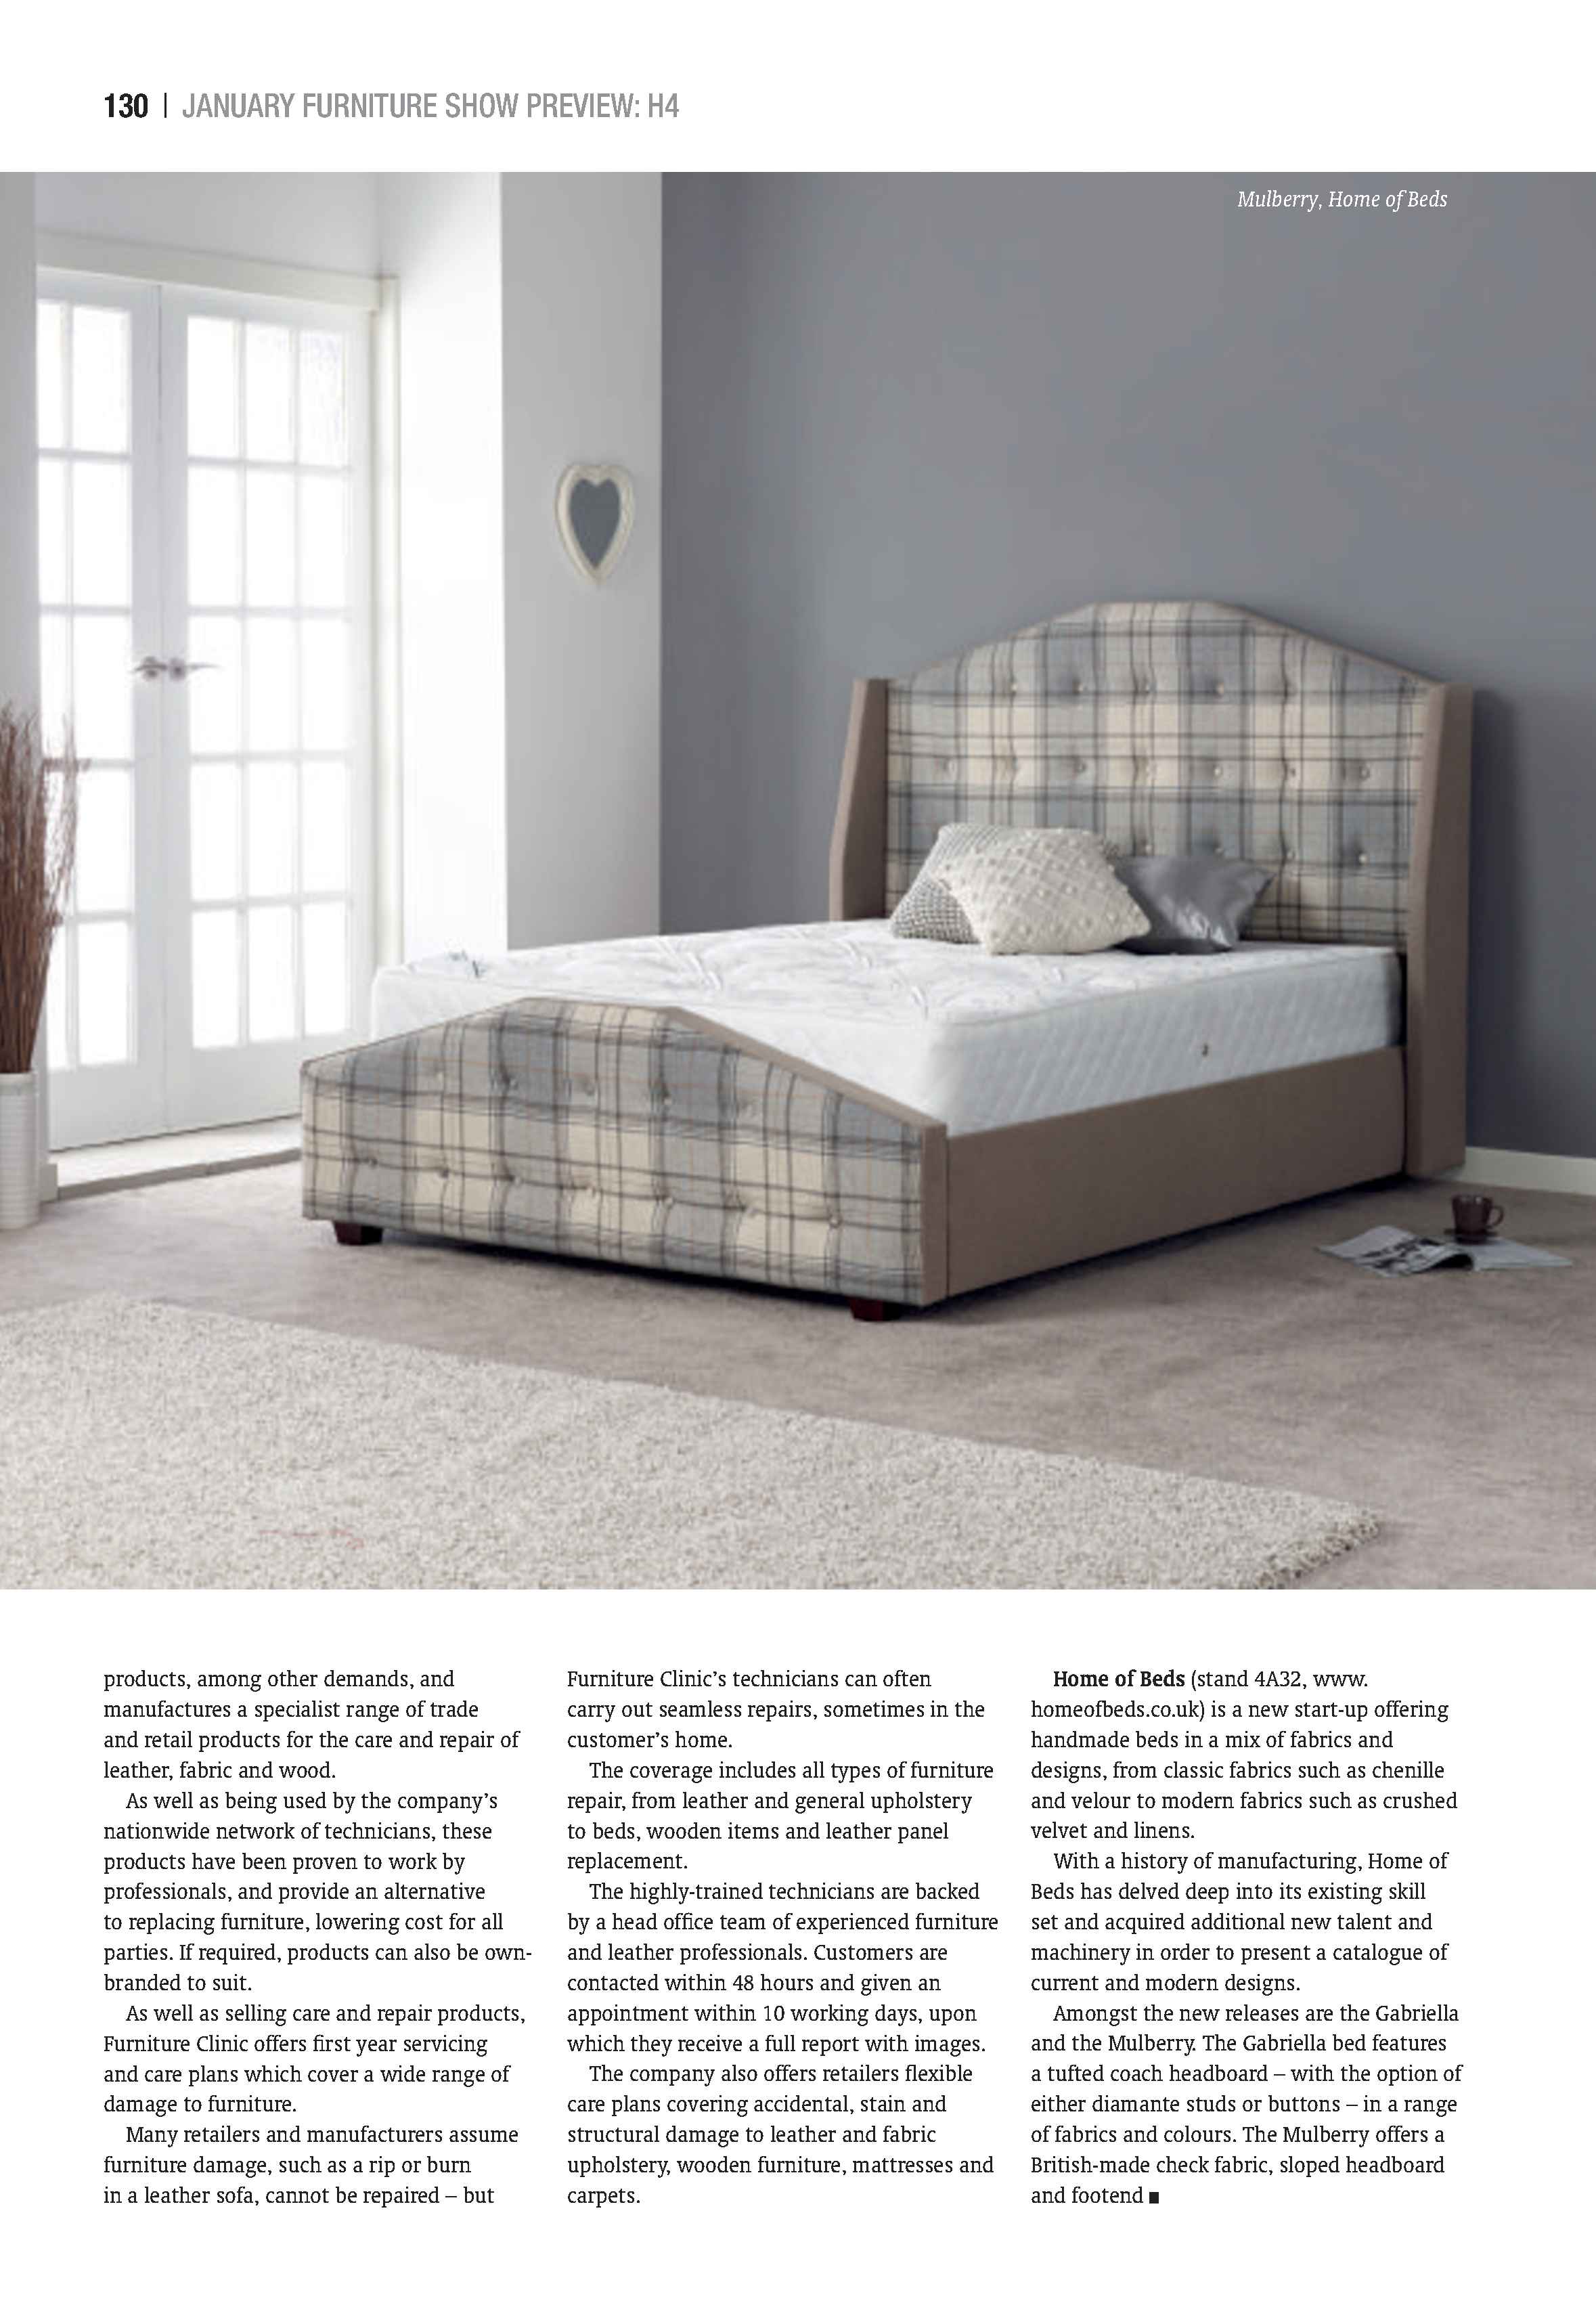 130 | JANUARY FURNITURE SHOW PREVIEW: H4
Mulberry, Home of Beds
products, among other demands, and
manufactures a specialist range of trade
and retail products for the care and repair of
leather, fabric and wood.
As well as being used by the company’s
nationwide network of technicians, these
products have been proven to work by
professionals, and provide an alternative
to replacing furniture, lowering cost for all
parties. If required, products can also be own-
branded to suit.
As well as selling care and repair products,
Furniture Clinic offers first year servicing
and care plans which cover a wide range of
damage to furniture.
Many retailers and manufacturers assume
furniture damage, such as a rip or burn
in a leather sofa, cannot be repaired – but
Furniture Clinic’s technicians can often
carry out seamless repairs, sometimes in the
customer’s home.
The coverage includes all types of furniture
repair, from leather and general upholstery
to beds, wooden items and leather panel
replacement.
The highly-trained technicians are backed
by a head office team of experienced furniture
and leather professionals. Customers are
contacted within 48 hours and given an
appointment within 10 working days, upon
which they receive a full report with images.
The company also offers retailers flexible
care plans covering accidental, stain and
structural damage to leather and fabric
upholstery, wooden furniture, mattresses and
carpets.
Home of Beds (stand 4A32, www.
homeofbeds.co.uk) is a new start-up offering
handmade beds in a mix of fabrics and
designs, from classic fabrics such as chenille
and velour to modern fabrics such as crushed
velvet and linens.
With a history of manufacturing, Home of
Beds has delved deep into its existing skill
set and acquired additional new talent and
machinery in order to present a catalogue of
current and modern designs.
Amongst the new releases are the Gabriella
and the Mulberry. The Gabriella bed features
a tufted coach headboard – with the option of
either diamante studs or buttons – in a range
of fabrics and colours. The Mulberry offers a
British-made check fabric, sloped headboard
and footend ■